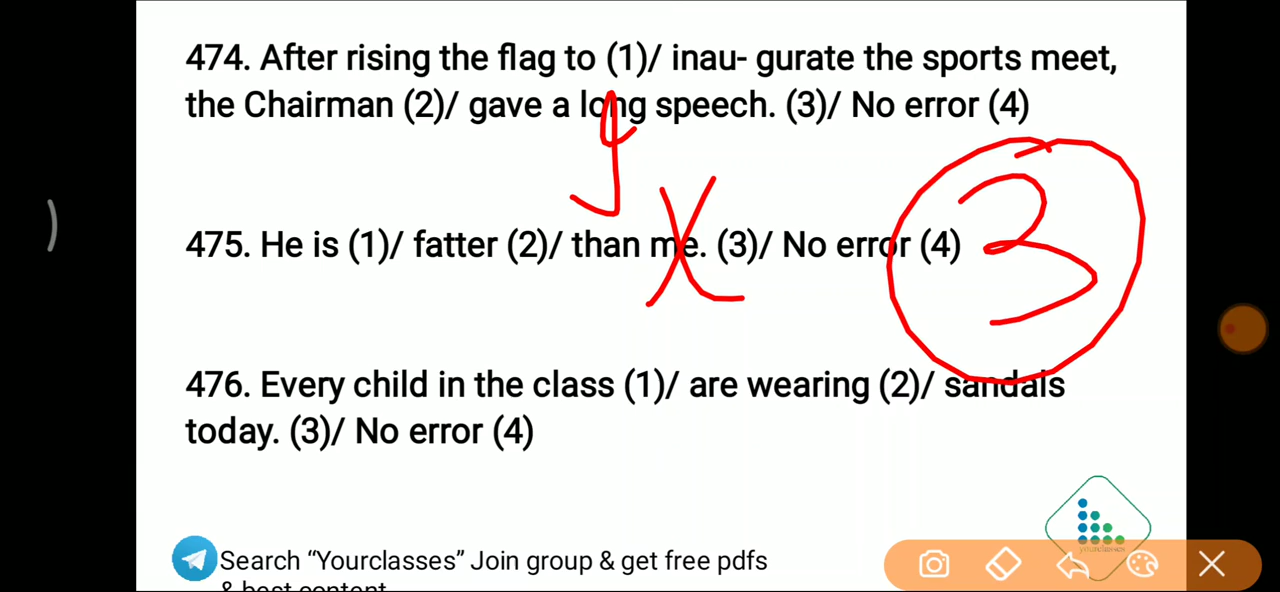 474. After rising the flag to (1)/ inau- gurate the sports meet,
the Chairman (2)/ gave a long speech. (3)/ No error (4)
475. He is (1)/ fatter (2)/ than me. (3)/ No error (4)
3
476. Every child in the class (1)/ are wearing (2)/ sandals
today. (3)/ No error (4)
yourclasses
Search “Yourclasses” Join group & get free pdfs
& best content